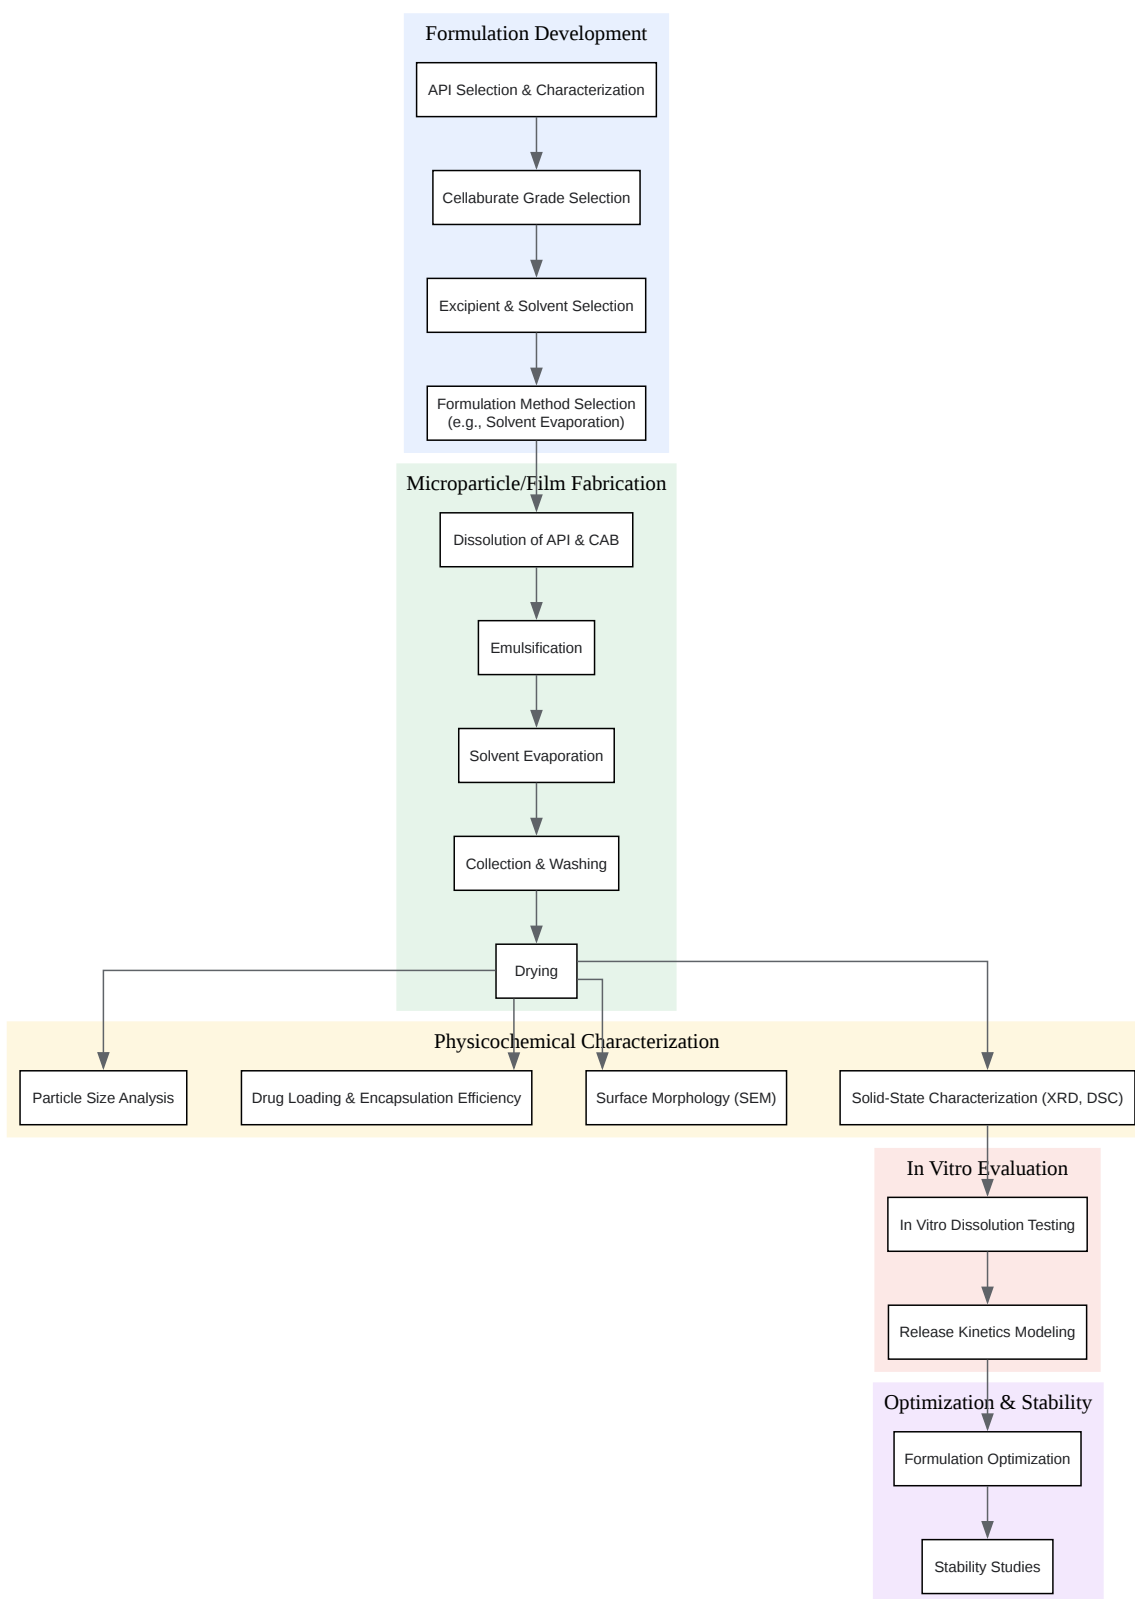 Formulation Development
API Selection & Characterization
Cellaburate Grade Selection
Excipient & Solvent Selection
Formulation Method Selection
(e.g., Solvent Evaporation)
Microparticle/Film Fabrication
Dissolution of API & CAB
Emulsification
Solvent Evaporation
Collection & Washing
Drying
Physicochemical Characterization
Particle Size Analysis
Drug Loading & Encapsulation Efficiency
Surface Morphology (SEM)
Solid-State Characterization (XRD, DSC)
In Vitro Evaluation
In Vitro Dissolution Testing
Release Kinetics Modeling
Optimization & Stability
Formulation Optimization
Stability Studies